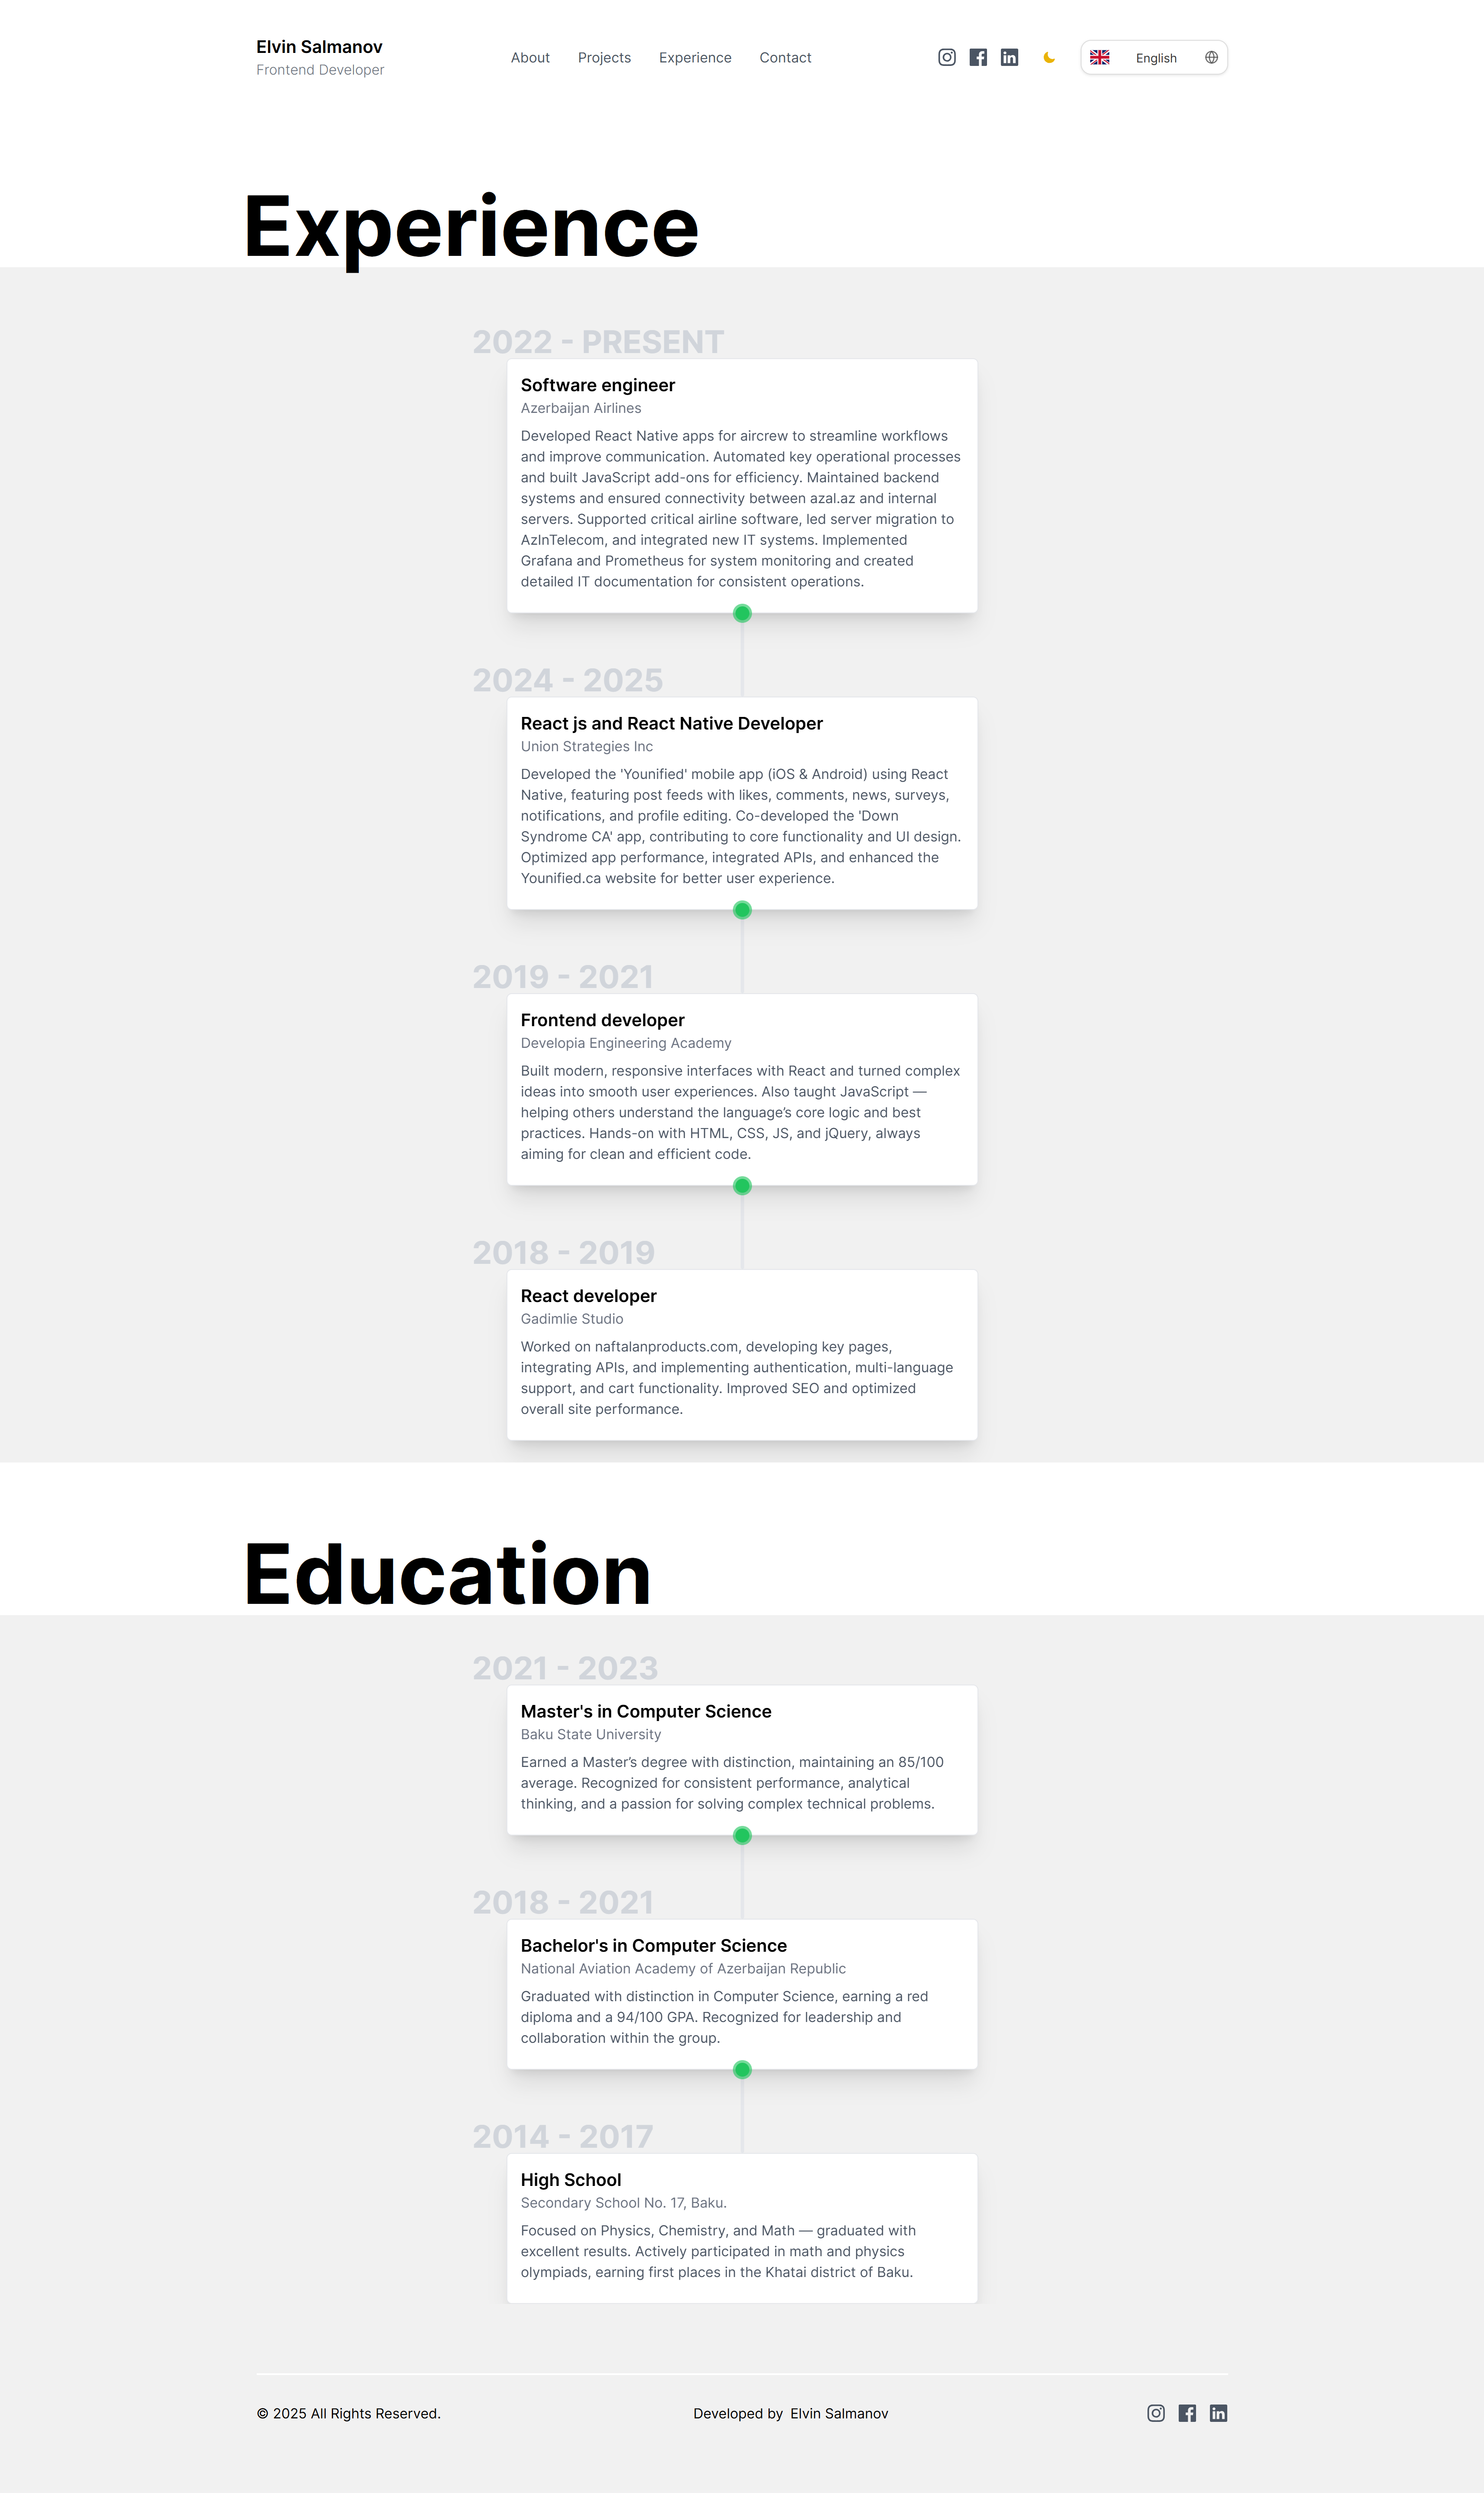 Elvin Salmanov
Frontend Developer
About Projects Experience Contact
English
Experience
2022 - PRESENT
Software engineer
Azerbaijan Airlines
Developed React Native apps for aircrew to streamline workflows
and improve communication. Automated key operational processes
and built JavaScript add-ons for efficiency. Maintained backend
systems and ensured connectivity between azal.az and internal
servers. Supported critical airline software, led server migration to
AzInTelecom, and integrated new IT systems. Implemented
Grafana and Prometheus for system monitoring and created
detailed IT documentation for consistent operations.
2024 - 2025
React js and React Native Developer
Union Strategies Inc
Developed the 'Younified' mobile app (iOS & Android) using React
Native, featuring post feeds with likes, comments, news, surveys,
notifications, and profile editing. Co-developed the 'Down
Syndrome CA' app, contributing to core functionality and UI design.
Optimized app performance, integrated APIs, and enhanced the
Younified.ca website for better user experience.
2019 - 2021
Frontend developer
Developia Engineering Academy
Built modern, responsive interfaces with React and turned complex
ideas into smooth user experiences. Also taught JavaScript —
helping others understand the language’s core logic and best
practices. Hands-on with HTML, CSS, JS, and jQuery, always
aiming for clean and efficient code.
2018 - 2019
React developer
Gadimlie Studio
Worked on naftalanproducts.com, developing key pages,
integrating APIs, and implementing authentication, multi-language
support, and cart functionality. Improved SEO and optimized
overall site performance.
Education
2021 - 2023
Master's in Computer Science
Baku State University
Earned a Master’s degree with distinction, maintaining an 85/100
average. Recognized for consistent performance, analytical
thinking, and a passion for solving complex technical problems.
2018 - 2021
Bachelor's in Computer Science
National Aviation Academy of Azerbaijan Republic
Graduated with distinction in Computer Science, earning a red
diploma and a 94/100 GPA. Recognized for leadership and
collaboration within the group.
2014 - 2017
High School
Secondary School No. 17, Baku.
Focused on Physics, Chemistry, and Math — graduated with
excellent results. Actively participated in math and physics
olympiads, earning first places in the Khatai district of Baku.
© 2025 All Rights Reserved.
Developed by Elvin Salmanov